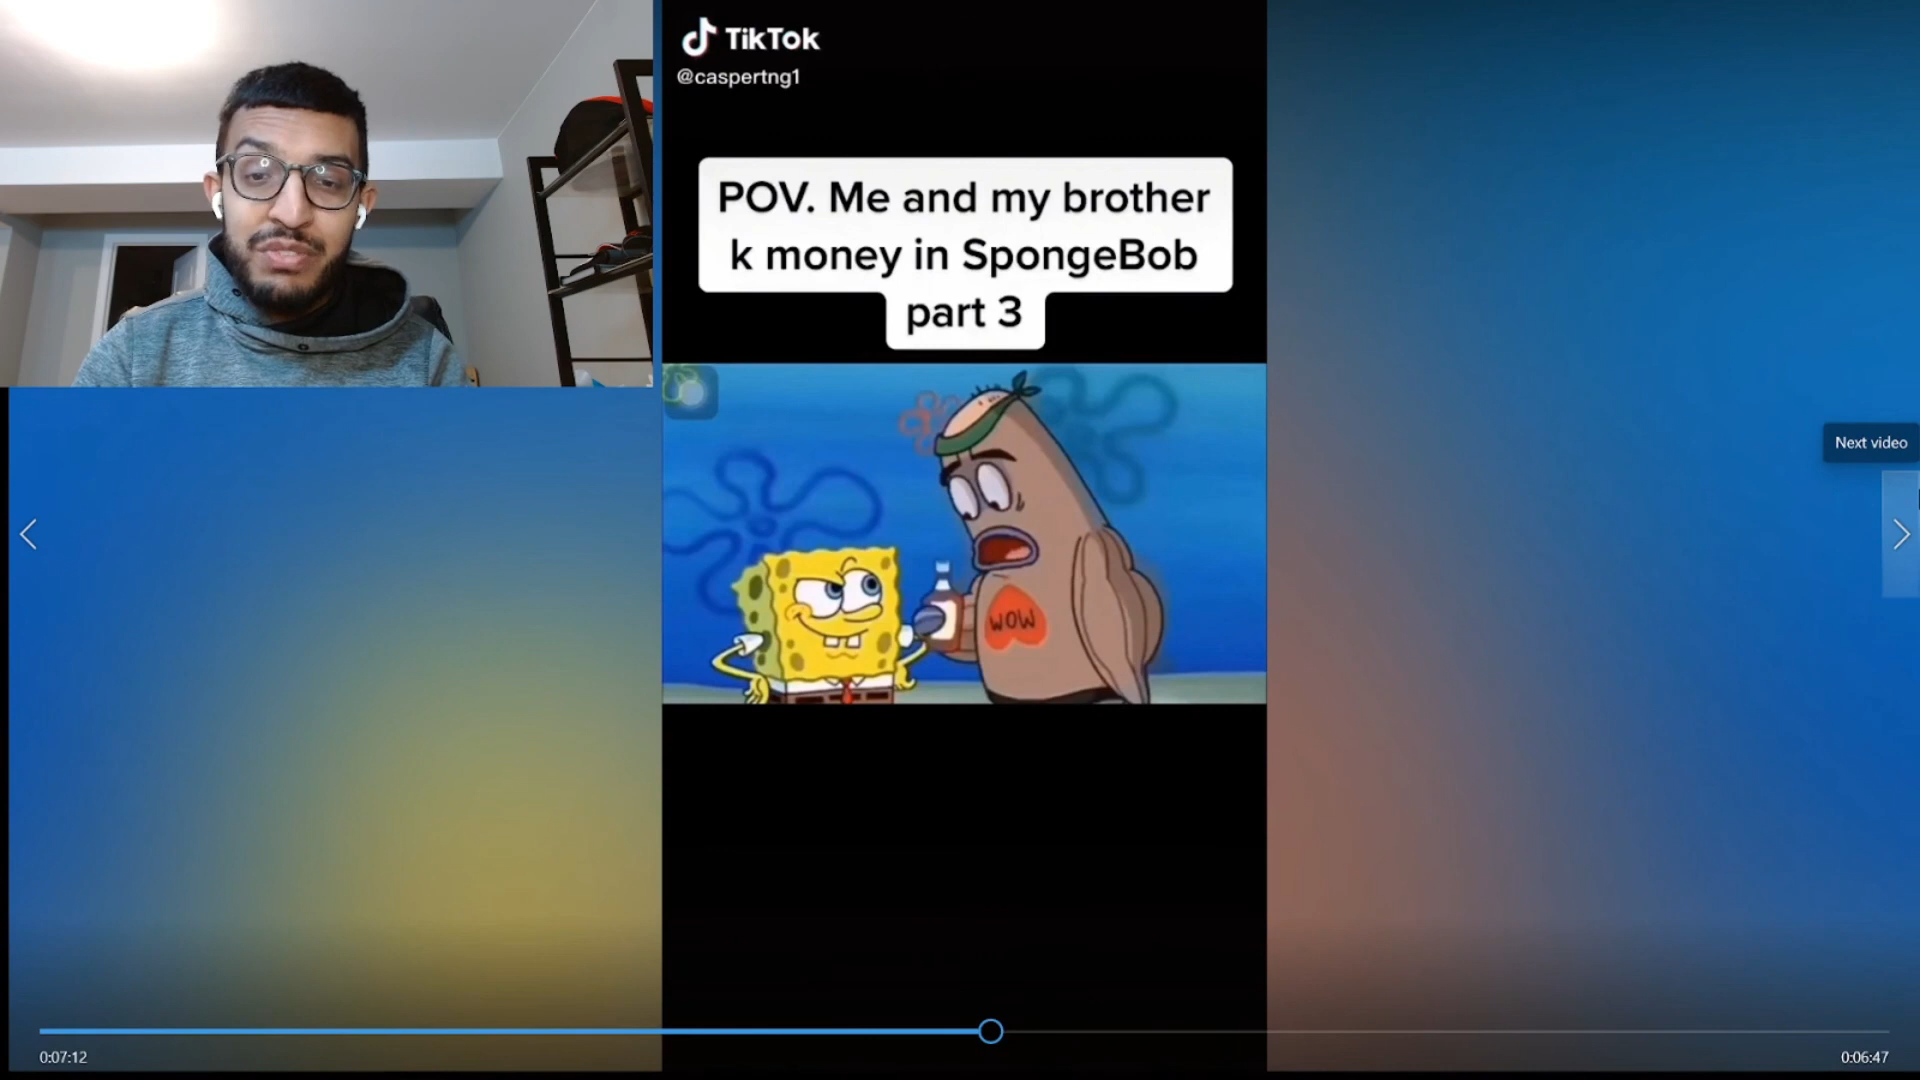 TikTok
@caspertng1
POV. Me and my brother
k money in SpongeBob
part 3
WOW
Next video
0:07:12
0:06:47